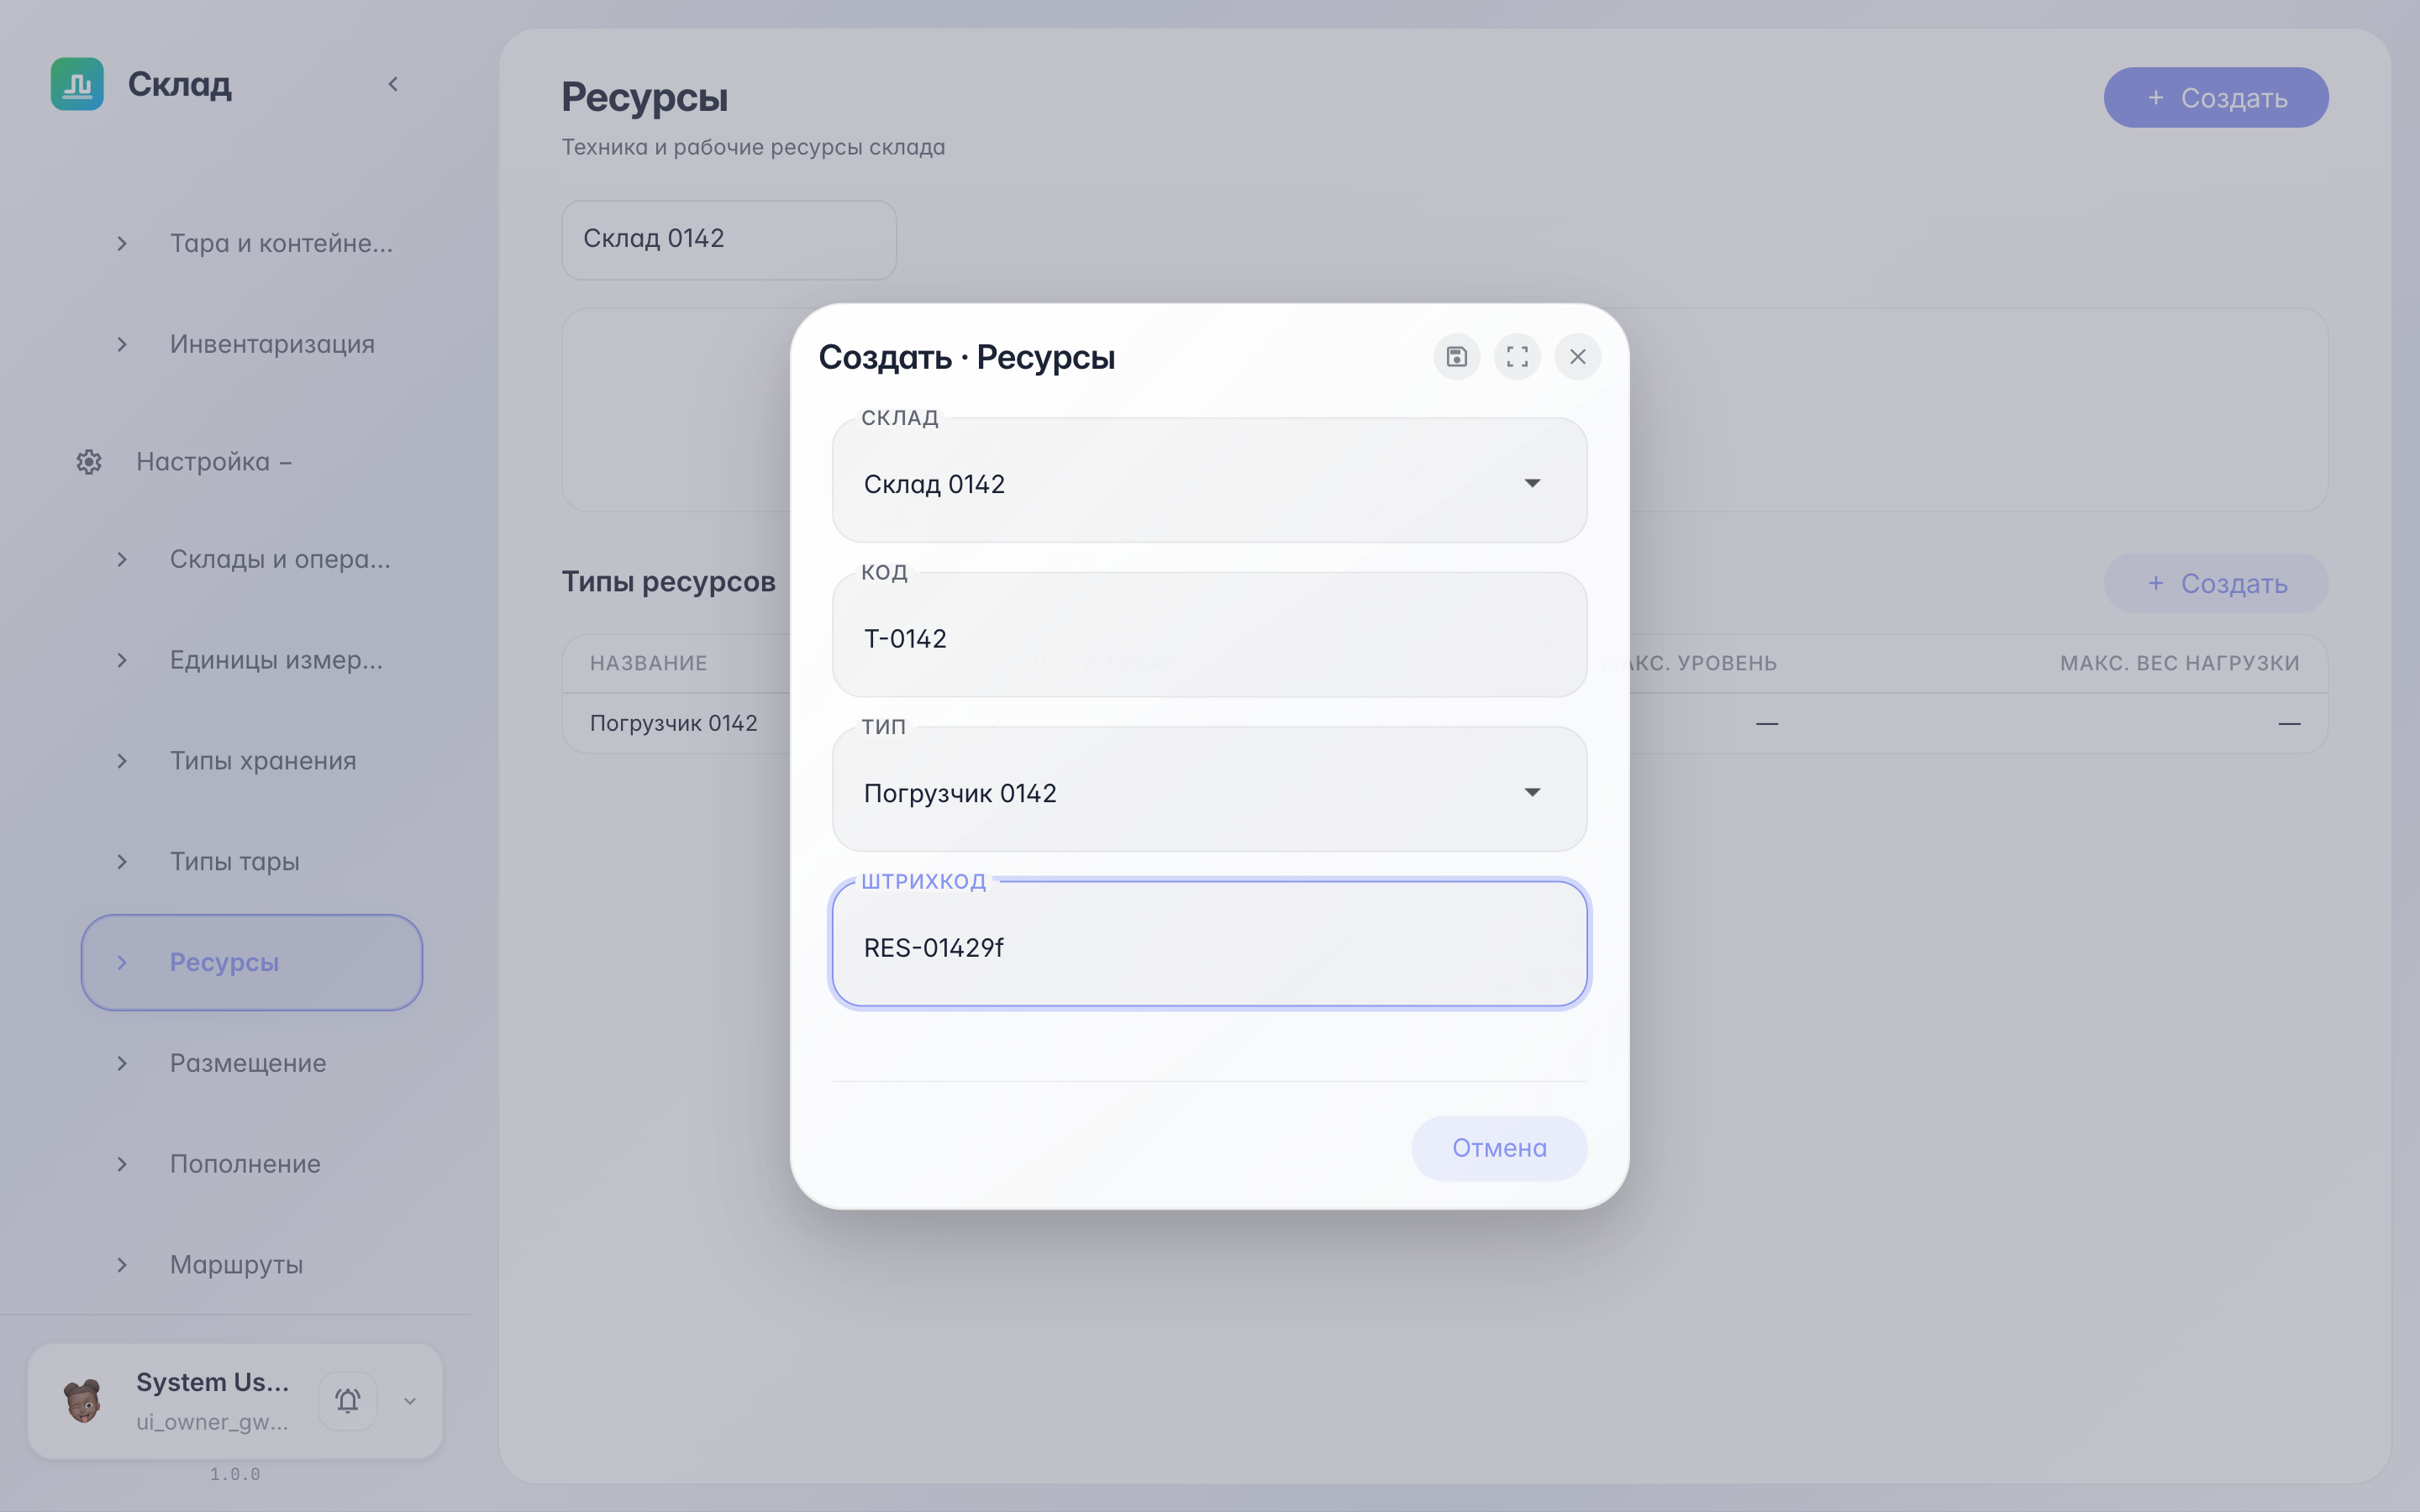 Склад
Тара и контейне...
Инвентаризация
Настройка –
Склады и опера...
Единицы измер...
Типы хранения
Типы тары
Ресурсы
Размещение
Пополнение
Маршруты
System Us...
ui_owner_gw...
1.0.0
Ресурсы
+ Создать
Техника и рабочие ресурсы склада
Склад 0142
Типы ресурсов
+ Создать
НАЗВАНИЕ
АКС. УРОВЕНЬ
МАКС. ВЕС НАГРУЗКИ
Погрузчик 0142
—
—
Создать · Ресурсы
СКЛАД
Склад 0142
КОД
Т-0142
ТИП
Погрузчик 0142
ШТРИХКОД
RES-01429f
Отмена